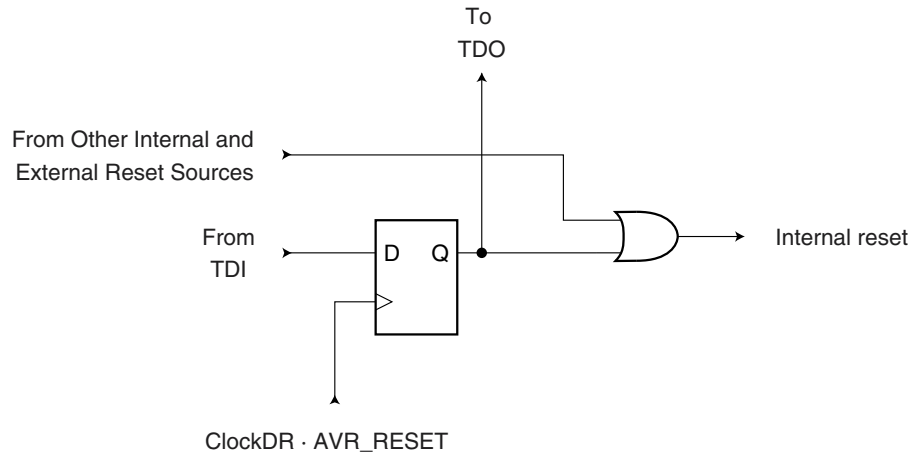 To
TDO
From Other Internal and
External Reset Sources
From
TDI
D
Q
Internal reset
ClockDR · AVR_RESET